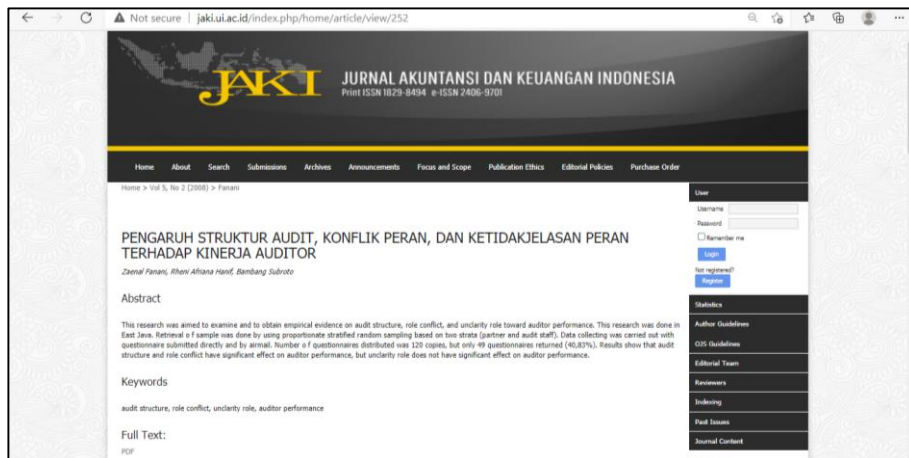 Not secure | jaki.ui.ac.id/index.php/home/article/view/252
JAKI
JURNAL AKUNTANSI DAN KEUANGAN INDONESIA
Print ISSN 1829-8494 e-ISSN 2406-9701
Home About Search Submissions Archives Announcements Focus and Scope Publication Ethics Editorial Policies Purchase Order
Home > Vol 5, No 2 (2008) > Fanani
PENGARUH STRUKTUR AUDIT, KONFLIK PERAN, DAN KETIDAKJELASAN PERAN
TERHADAP KINERJA AUDITOR
Zaenal Fanani, Rheni Afriana Hanif, Bambang Subroto
Abstract
This research was aimed to examine and to obtain empirical evidence on audit structure, role conflict, and unclarity role toward auditor performance. This research was done in
East Java. Retrieval o f sample was done by using proportionate stratified random sampling based on two strata (partner and audit staff). Data collecting was carried out with
questionnaire submitted directly and by airmail. Number o f questionnaires distributed was 120 copies, but only 49 questionnaires returned (40,83%). Results show that audit
structure and role conflict have significant effect on auditor performance, but unclarity role does not have significant effect on auditor performance.
Keywords
audit structure, role conflict, unclarity role, auditor performance
Full Text:
PDF
User
Username
Password
Remember me
Login
Not registered?
Register
Statistics
Author Guidelines
OJS Guidelines
Editorial Team
Reviewers
Indexing
Past Issues
Journal Content